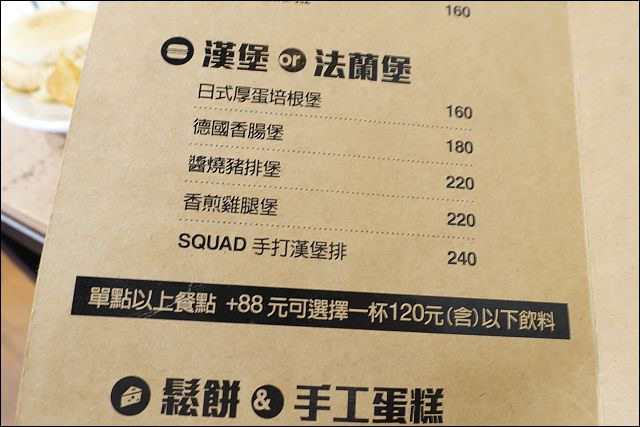 160
漢堡 or 法蘭堡
日式厚蛋培根堡 160
德國香腸堡 180
醬燒豬排堡 220
香煎雞腿堡 220
SQUAD 手打漢堡排 240
單點以上餐點 +88 元可選擇一杯120元(含)以下飲料
鬆餅 & 手工蛋糕